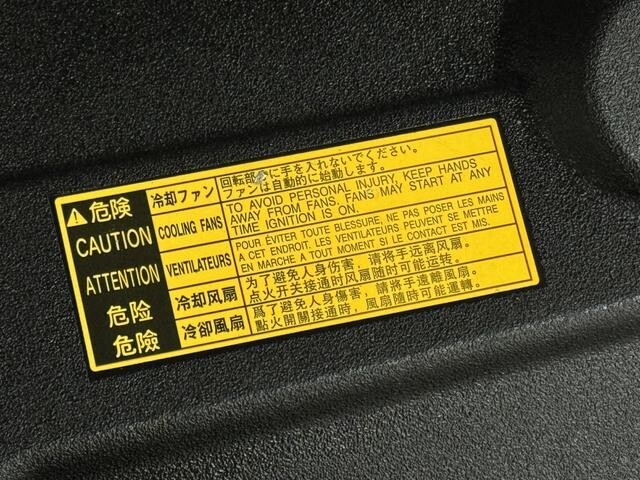 ⚠危険
CAUTION
ATTENTION
危险
危險
冷却ファン
回転部分に手を入れないでください。
ファンは自動的に始動します。
COOLING FANS
TO AVOID PERSONAL INJURY, KEEP HANDS
AWAY FROM FANS. FANS MAY START AT ANY
TIME IGNITION IS ON.
VENTILATEURS
POUR ÉVITER TOUTE BLESSURE, NE PAS POSER LES MAINS
A CET ENDROIT. LES VENTILATEURS PEUVENT SE METTRE
EN MARCHE A TOUT MOMENT SI LE CONTACT EST MIS.
冷却风扇
为了避免人身伤害，请将手远离风扇。
点火开关接通时风扇随时可能运转。
冷卻風扇
爲了避免人身傷害，請將手遠離風扇。
點火開關接通時，風扇隨時可能運轉。